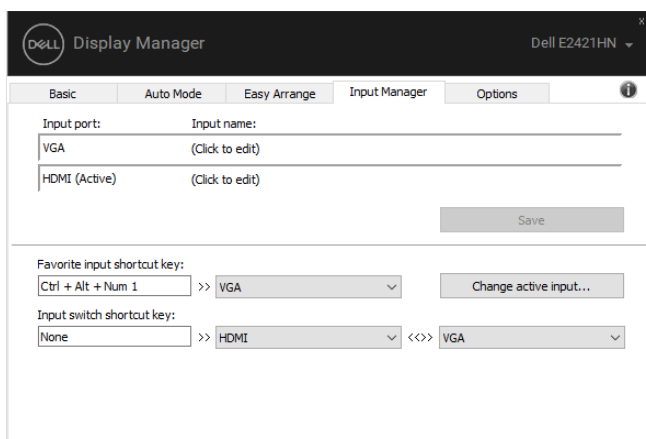 x
DELL Display Manager Dell E2421HN
Basic Auto Mode Easy Arrange Input Manager Options i
Input port: Input name:
VGA (Click to edit)
HDMI (Active) (Click to edit)
Save
Favorite input shortcut key:
Ctrl + Alt + Num 1 >> VGA Change active input...
Input switch shortcut key:
None >> HDMI <<>> VGA